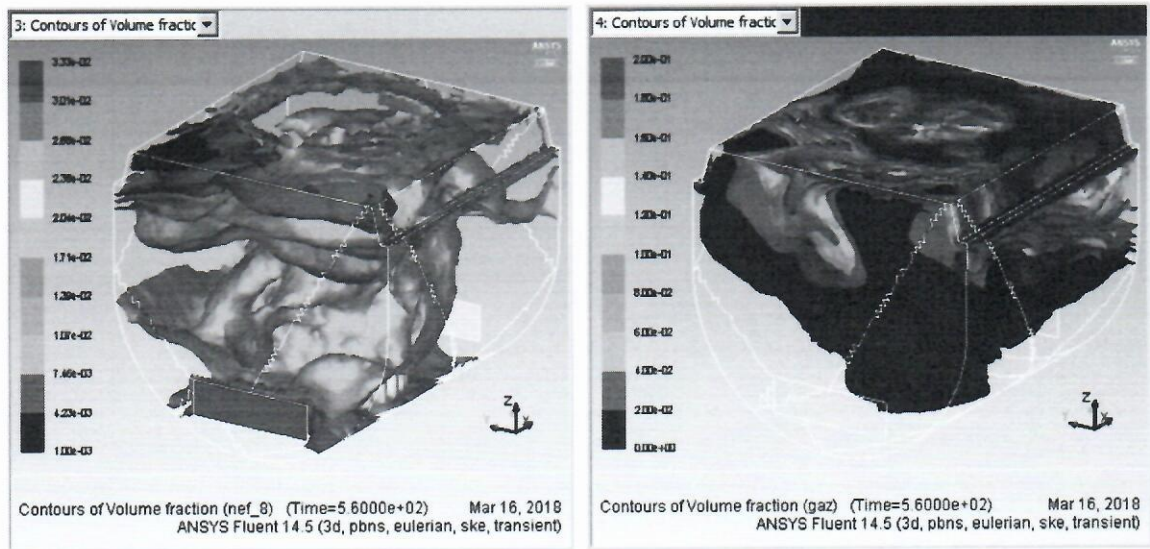 3: Contours of Volume fractic
ANSYS
3.33e-02
3.01e-02
2.68e-02
2.36e-02
2.04e-02
1.71e-02
1.39e-02
1.07e-02
7.46e-03
4.23e-03
1.00e-03
Z
Y
X
Contours of Volume fraction (nef_8) (Time=5.6000e+02) Mar 16, 2018
ANSYS Fluent 14.5 (3d, pbns, eulerian, ske, transient)
4: Contours of Volume fractic
ANSYS
2.00e-01
1.80e-01
1.60e-01
1.40e-01
1.20e-01
1.00e-01
8.00e-02
6.00e-02
4.00e-02
2.00e-02
0.00e+00
Z
Y
X
Contours of Volume fraction (gaz) (Time=5.6000e+02) Mar 16, 2018
ANSYS Fluent 14.5 (3d, pbns, eulerian, ske, transient)